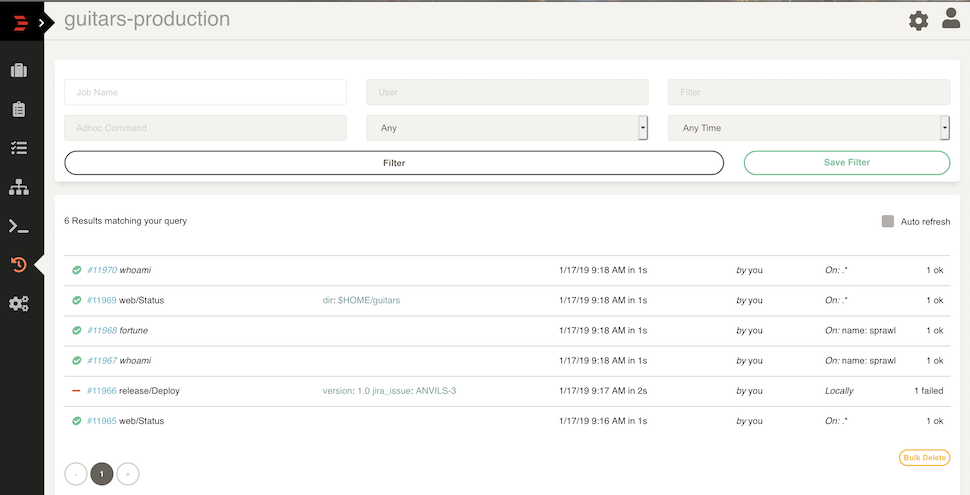 guitars-production
Job Name
User
Filter
Adhoc Command
Any
Any Time
Filter
Save Filter
6 Results matching your query
Auto refresh
#11970 whoami 1/17/19 9:18 AM in 1s by you On: .* 1 ok
#11969 web/Status dir: $HOME/guitars 1/17/19 9:18 AM in 1s by you On: .* 1 ok
#11968 fortune 1/17/19 9:18 AM in 1s by you On: name: sprawl 1 ok
#11967 whoami 1/17/19 9:18 AM in 1s by you On: name: sprawl 1 ok
#11966 release/Deploy version: 1.0 jira_issue: ANVILS-3 1/17/19 9:17 AM in 2s by you Locally 1 failed
#11965 web/Status 1/17/19 9:16 AM in 1s by you On: .* 1 ok
Bulk Delete
- 1 +